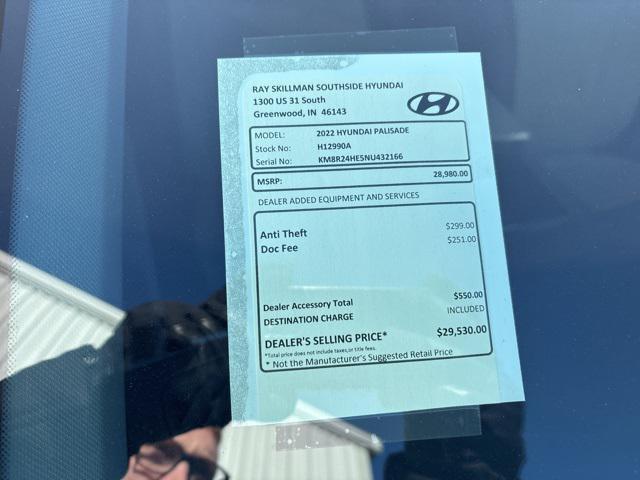 RAY SKILLMAN SOUTHSIDE HYUNDAI
1300 US 31 South
Greenwood, IN 46143
MODEL: 2022 HYUNDAI PALISADE
Stock No: H12990A
Serial No: KM8R24HE5NU432166
MSRP: 28,980.00
DEALER ADDED EQUIPMENT AND SERVICES
Anti Theft $299.00
Doc Fee $251.00
Dealer Accessory Total $550.00
DESTINATION CHARGE INCLUDED
DEALER'S SELLING PRICE* $29,530.00
*Total price does not include taxes, or title fees.
* Not the Manufacturer's Suggested Retail Price